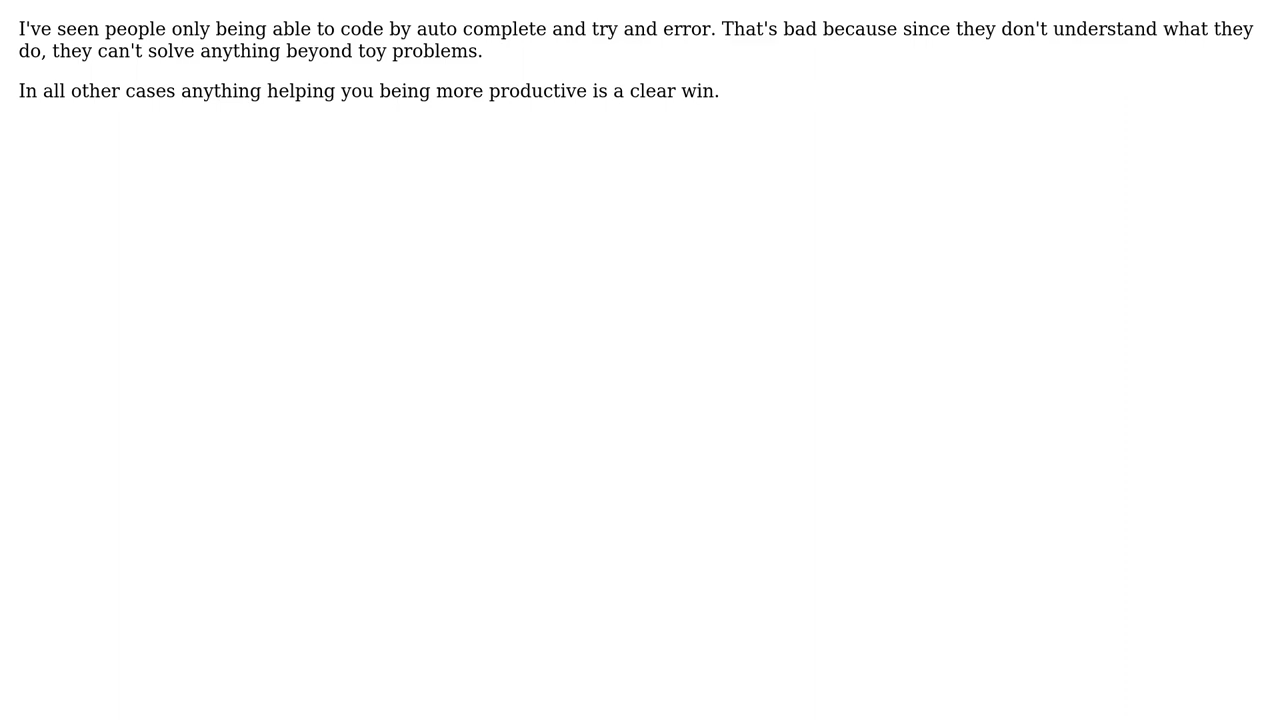 I've seen people only being able to code by auto complete and try and error. That's bad because since they don't understand what they
do, they can't solve anything beyond toy problems.
In all other cases anything helping you being more productive is a clear win.